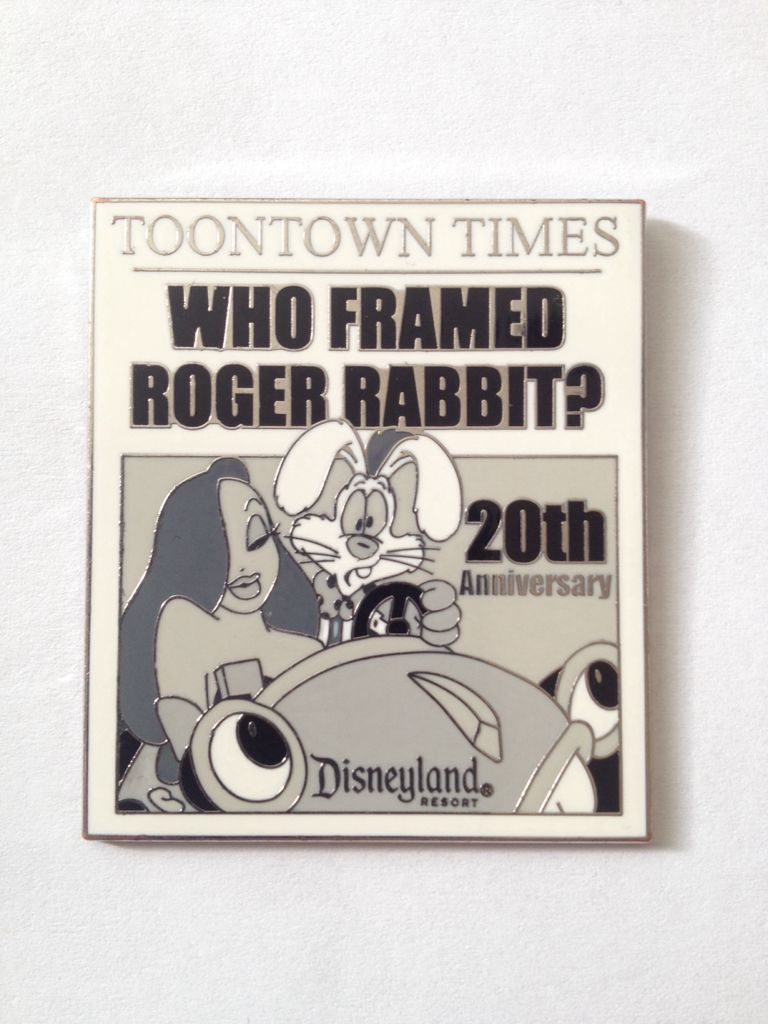 TOONTOWN TIMES
WHO FRAMED
ROGER RABBIT?
20th
Anniversary
Disneyland®
RESORT